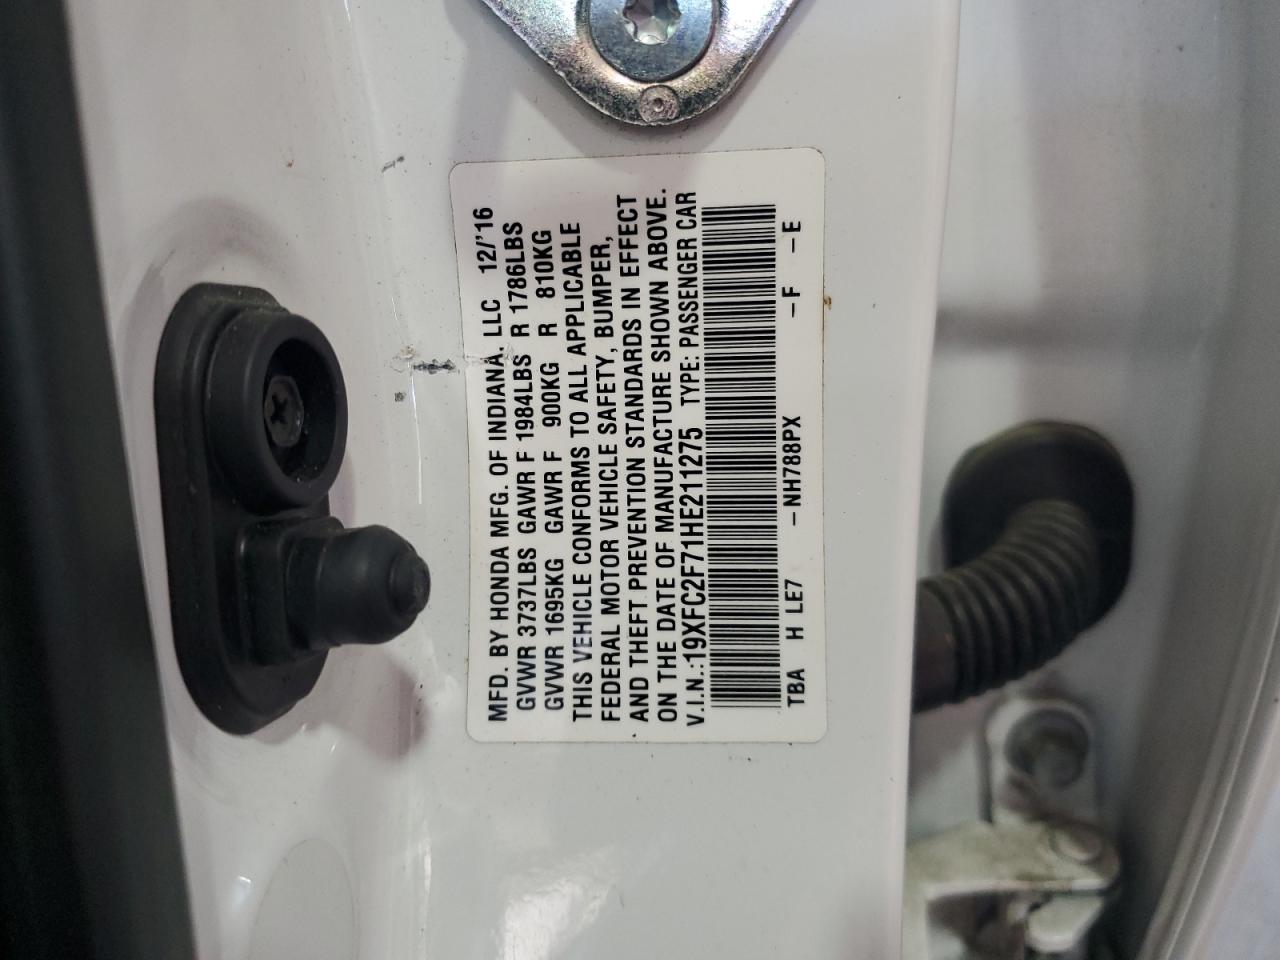 MFD. BY HONDA MFG. OF INDIANA, LLC 12/'16
GVWR 3737LBS GAWR F 1984LBS R 1786LBS
GVWR 1695KG GAWR F 900KG R 810KG
THIS VEHICLE CONFORMS TO ALL APPLICABLE
FEDERAL MOTOR VEHICLE SAFETY, BUMPER,
AND THEFT PREVENTION STANDARDS IN EFFECT
ON THE DATE OF MANUFACTURE SHOWN ABOVE.
V.I.N.:19XFC2F71HE211275 TYPE: PASSENGER CAR
TBA H LE7 –NH788PX –F –E